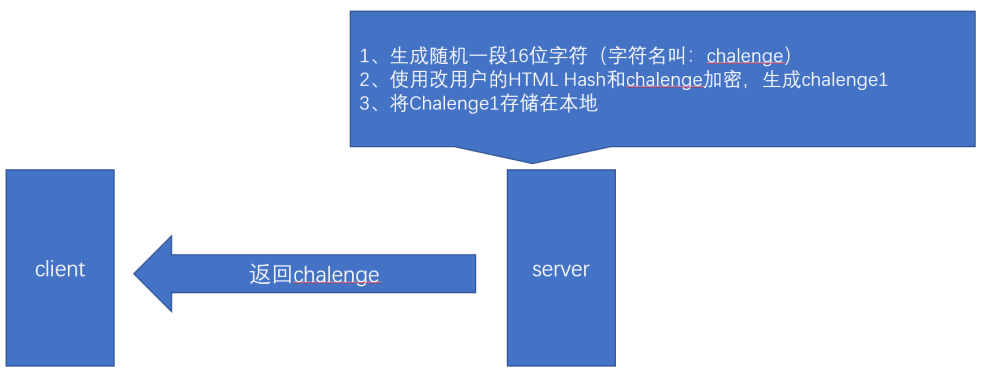 1、生成随机一段16位字符（字符名叫：chalenge）
2、使用改用户的HTML Hash和chalenge加密，生成chalenge1
3、将Chalenge1存储在本地
client
返回chalenge
server